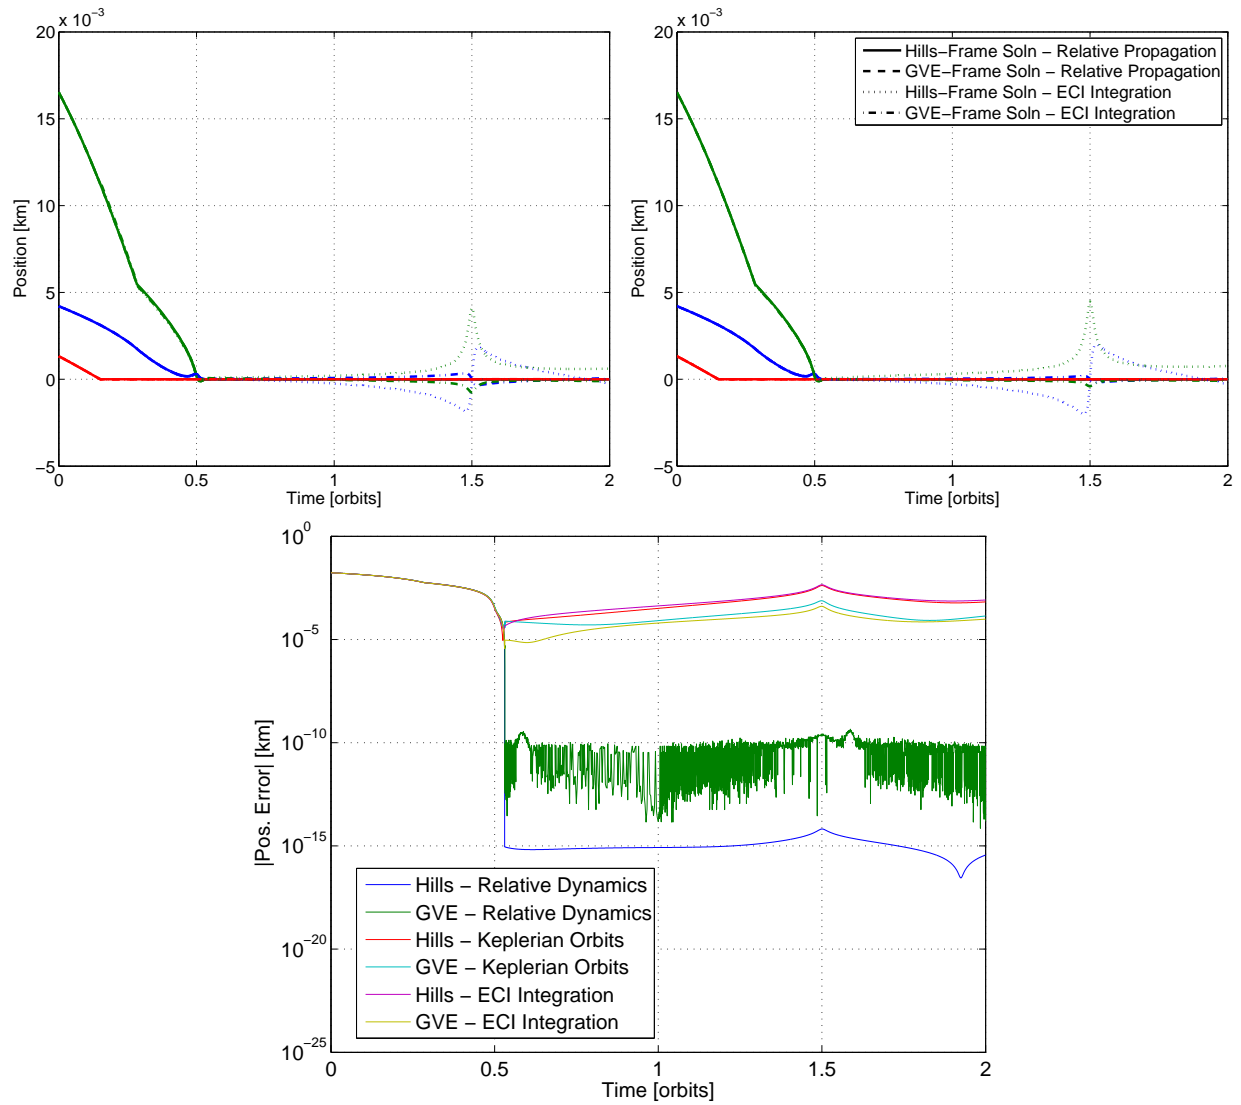 x 10−3
20
15
10
5
0
−5
Position [km]
0 0.5 1 1.5 2
Time [orbits]
x 10−3
20
15
10
5
0
−5
Position [km]
Hills−Frame Soln − Relative Propagation
GVE−Frame Soln − Relative Propagation
Hills−Frame Soln − ECI Integration
GVE−Frame Soln − ECI Integration
0 0.5 1 1.5 2
Time [orbits]
10^0
10^−5
10^−10
10^−15
10^−20
10^−25
|Pos. Error| [km]
Hills − Relative Dynamics
GVE − Relative Dynamics
Hills − Keplerian Orbits
GVE − Keplerian Orbits
Hills − ECI Integration
GVE − ECI Integration
0 0.5 1 1.5 2
Time [orbits]